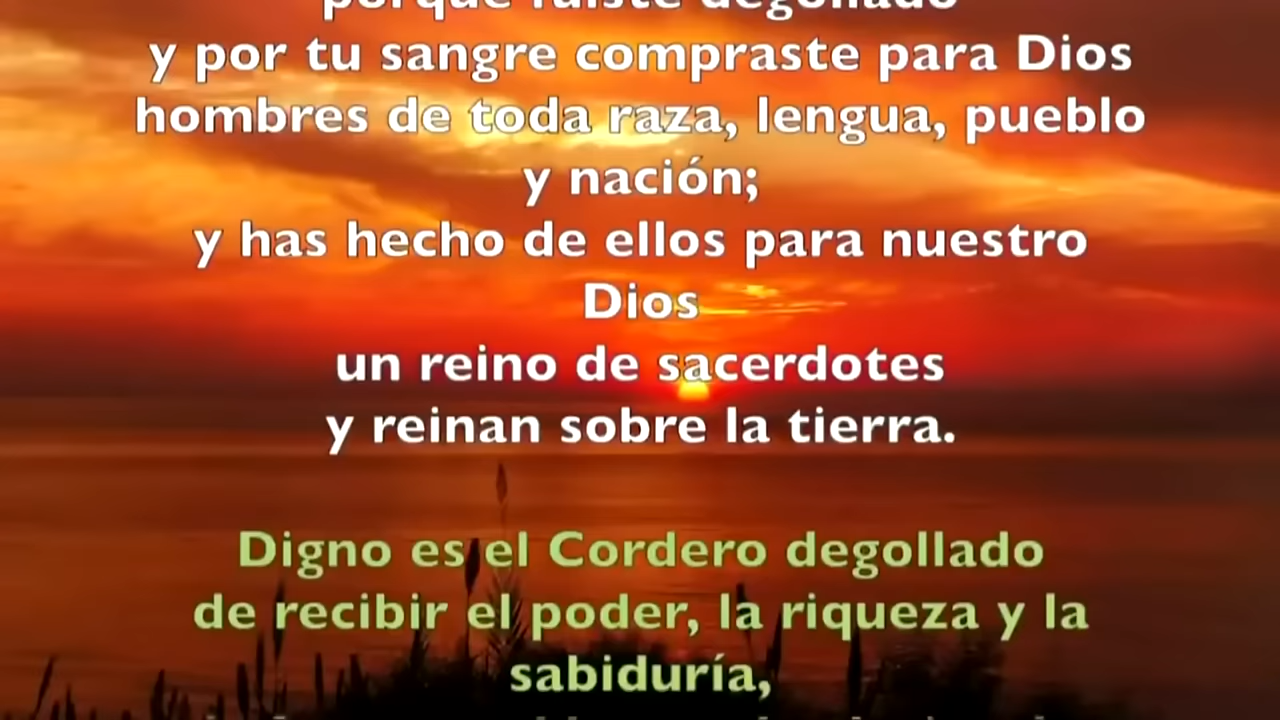 porque fuiste degollado
y por tu sangre compraste para Dios
hombres de toda raza, lengua, pueblo
y nación;
y has hecho de ellos para nuestro
Dios
un reino de sacerdotes
y reinan sobre la tierra.
Digno es el Cordero degollado
de recibir el poder, la riqueza y la
sabiduría,